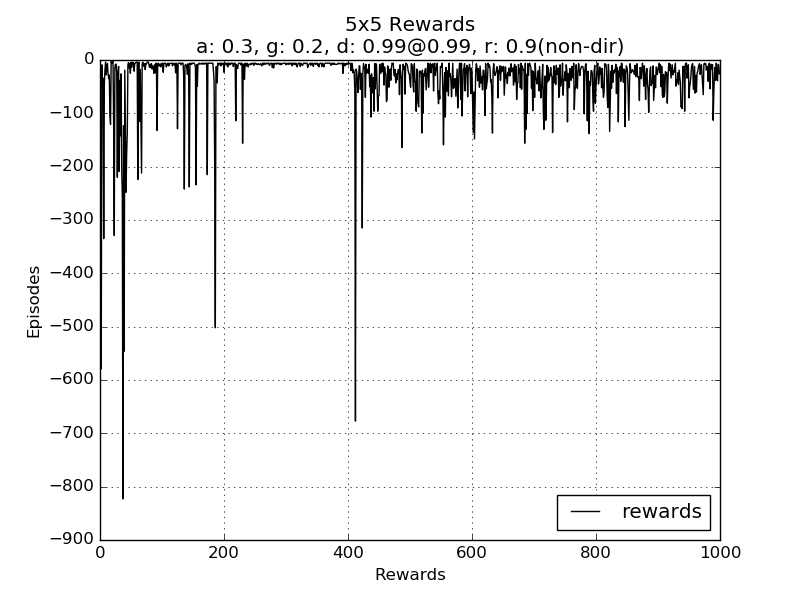 5x5 Rewards
a: 0.3, g: 0.2, d: 0.99@0.99, r: 0.9(non-dir)
0
−100
−200
−300
−400
−500
−600
−700
−800
−900
Episodes
rewards
0 200 400 600 800 1000
Rewards